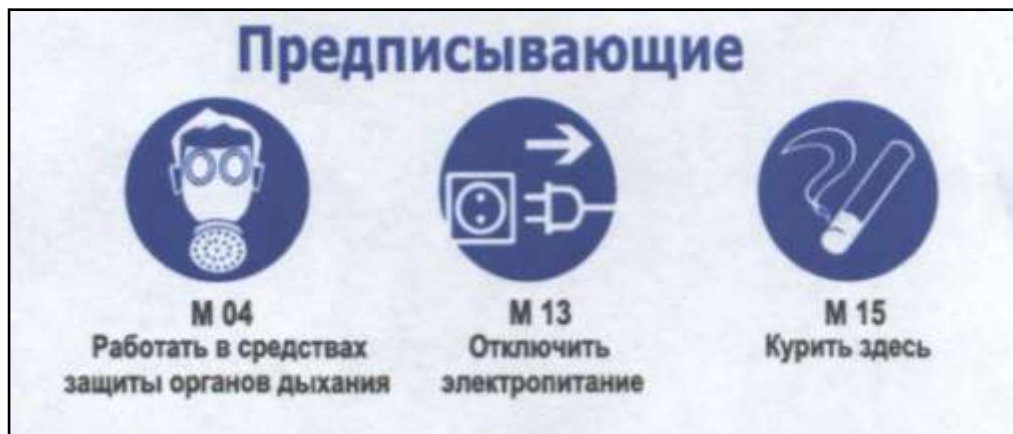 Предписывающие
М 04
Работать в средствах
защиты органов дыхания
М 13
Отключить
электропитание
М 15
Курить здесь